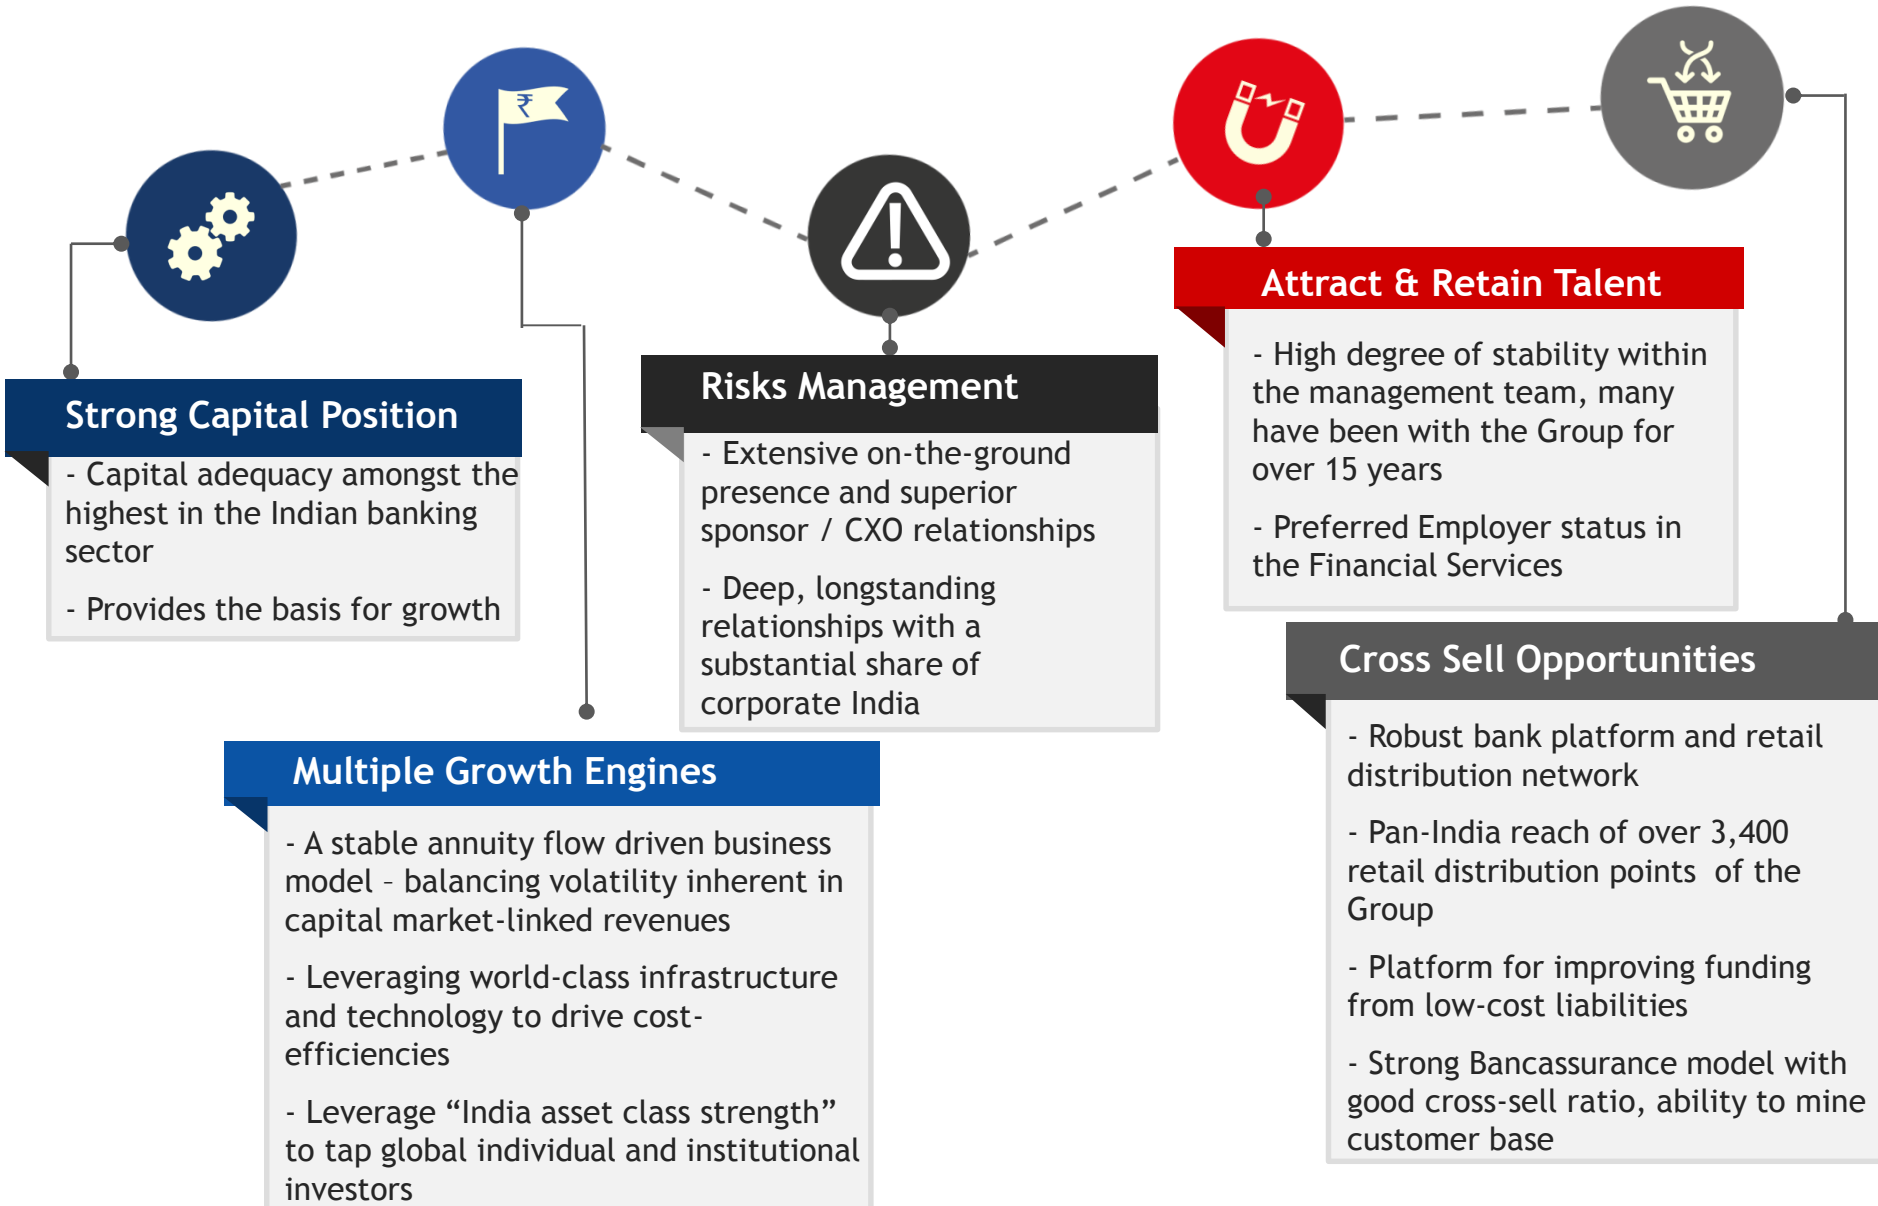 ₹
Strong Capital Position
- Capital adequacy amongst the
highest in the Indian banking
sector
- Provides the basis for growth
Multiple Growth Engines
- A stable annuity flow driven business
model – balancing volatility inherent in
capital market-linked revenues
- Leveraging world-class infrastructure
and technology to drive cost-
efficiencies
- Leverage “India asset class strength”
to tap global individual and institutional
investors
Risks Management
- Extensive on-the-ground
presence and superior
sponsor / CXO relationships
- Deep, longstanding
relationships with a
substantial share of
corporate India
Attract & Retain Talent
- High degree of stability within
the management team, many
have been with the Group for
over 15 years
- Preferred Employer status in
the Financial Services
Cross Sell Opportunities
- Robust bank platform and retail
distribution network
- Pan-India reach of over 3,400
retail distribution points  of the
Group
- Platform for improving funding
from low-cost liabilities
- Strong Bancassurance model with
good cross-sell ratio, ability to mine
customer base